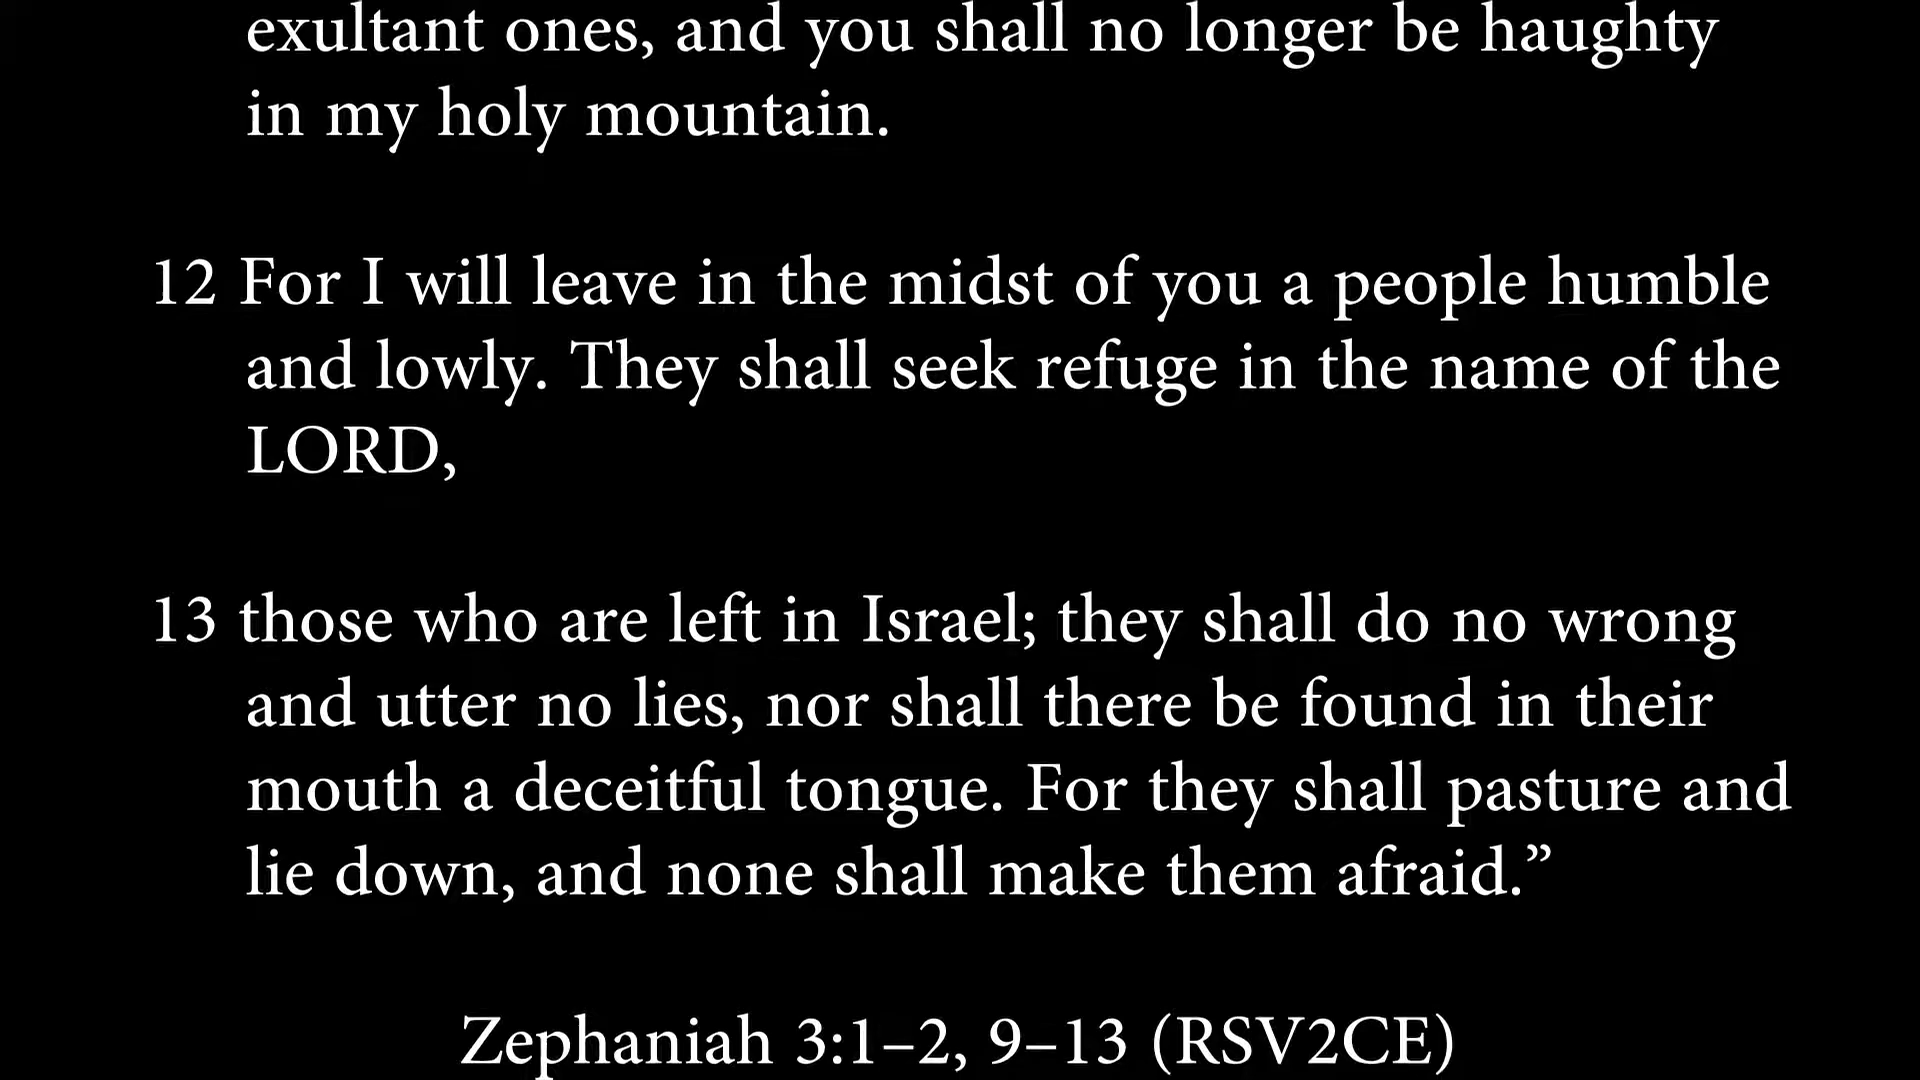 exultant ones, and you shall no longer be haughty
in my holy mountain.
12 For I will leave in the midst of you a people humble
and lowly. They shall seek refuge in the name of the
LORD,
13 those who are left in Israel; they shall do no wrong
and utter no lies, nor shall there be found in their
mouth a deceitful tongue. For they shall pasture and
lie down, and none shall make them afraid.”
Zephaniah 3:1–2, 9–13 (RSV2CE)